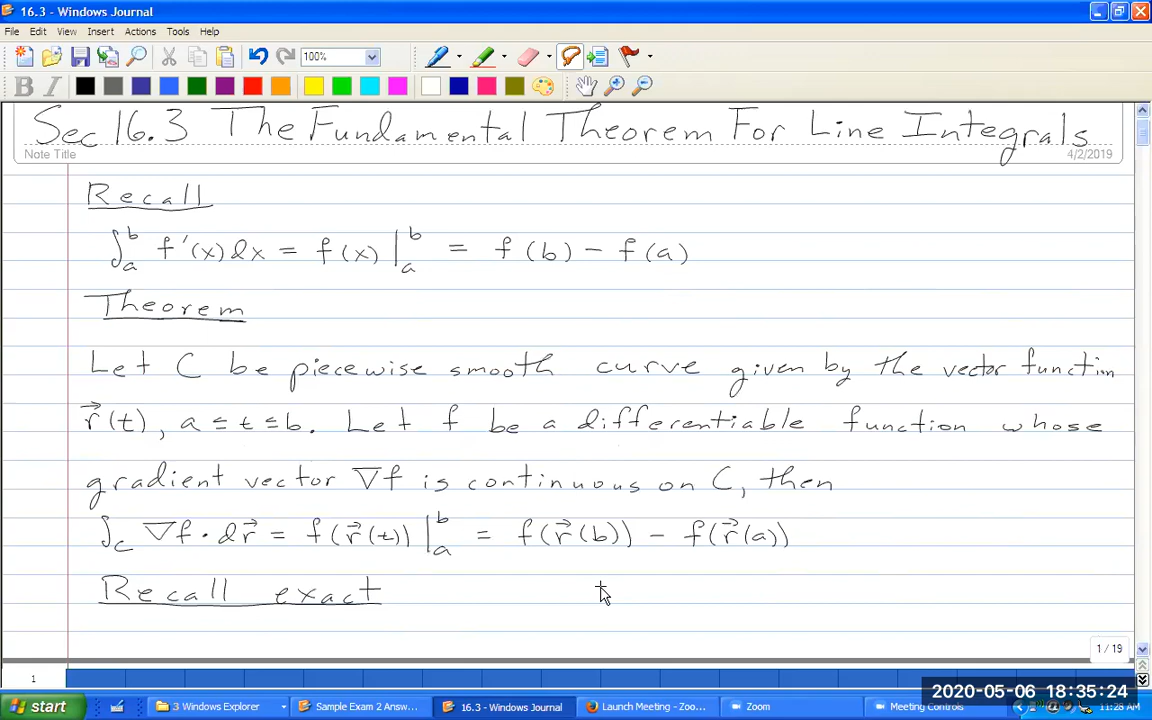 16.3 - Windows Journal
File Edit View Insert Actions Tools Help
100%
B I
Sec 16.3 The Fundamental Theorem For Line Integrals
Note Title
4/2/2019
Recall
∫_a^b f'(x)dx = f(x) |_a^b = f(b) - f(a)
Theorem
Let C be piecewise smooth curve given by the vector function
r⃗(t), a ≤ t ≤ b. Let f be a differentiable function whose
gradient vector ∇f is continuous on C, then
∫_C ∇f · dr⃗ = f(r⃗(t)) |_a^b = f(r⃗(b)) - f(r⃗(a))
Recall exact
1 / 19
1
start 3 Windows Explorer Sample Exam 2 Answ... 16.3 - Windows Journal Launch Meeting - Zoo... Zoom Meeting Controls 11:28 AM
2020-05-06 18:35:24